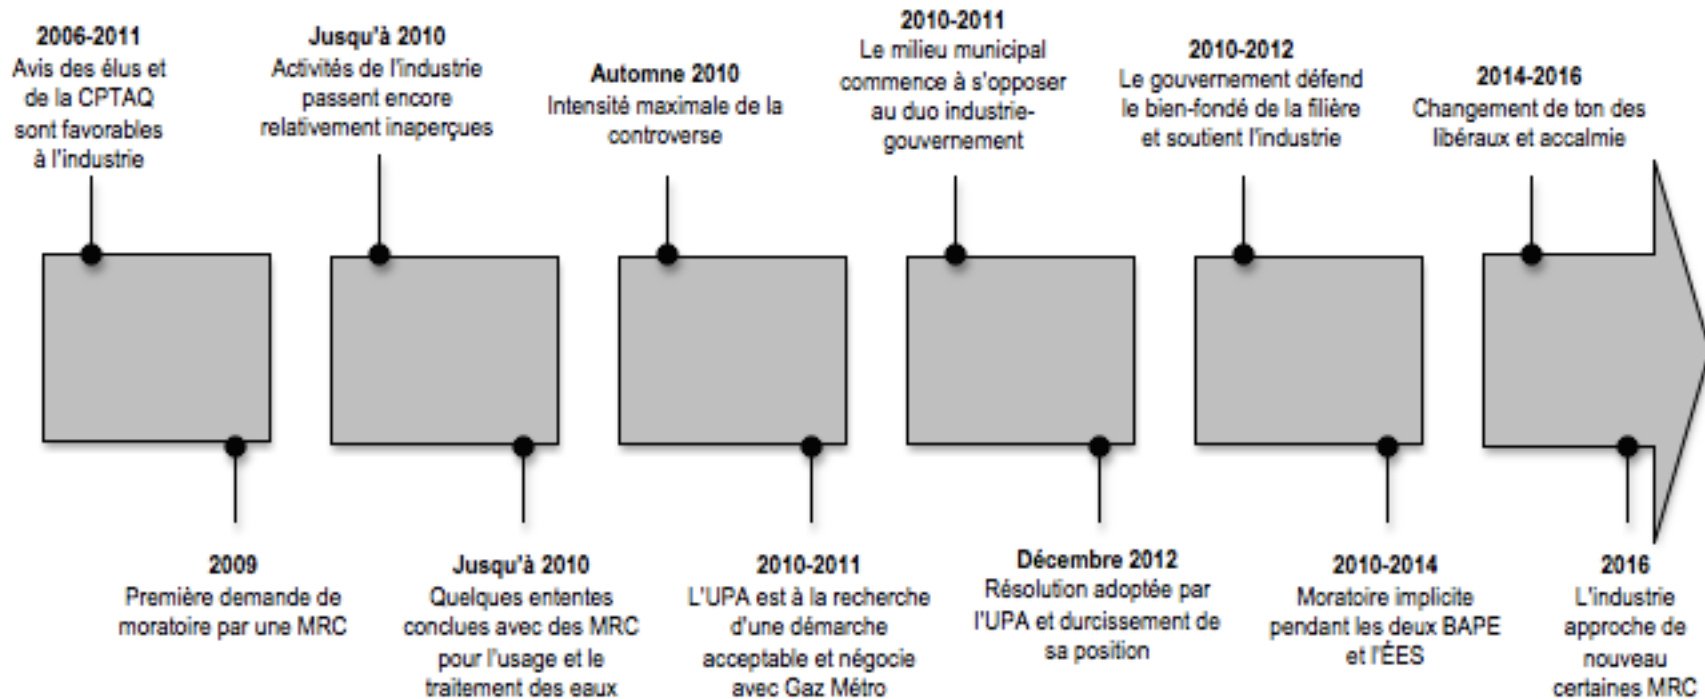 2006-2011
Avis des élus et
de la CPTAQ
sont favorables
à l'industrie
Jusqu'à 2010
Activités de l'industrie
passent encore
relativement inaperçues
Automne 2010
Intensité maximale de la
controverse
2010-2011
Le milieu municipal
commence à s'opposer
au duo industrie-
gouvernement
2010-2012
Le gouvernement défend
le bien-fondé de la filière
et soutient l'industrie
2014-2016
Changement de ton des
libéraux et accalmie
2009
Première demande de
moratoire par une MRC
Jusqu'à 2010
Quelques ententes
conclues avec des MRC
pour l'usage et le
traitement des eaux
2010-2011
L'UPA est à la recherche
d'une démarche
acceptable et négocie
avec Gaz Métro
Décembre 2012
Résolution adoptée par
l'UPA et durcissement de
sa position
2010-2014
Moratoire implicite
pendant les deux BAPE
et l'ÉES
2016
L'industrie
approche de
nouveau
certaines MRC